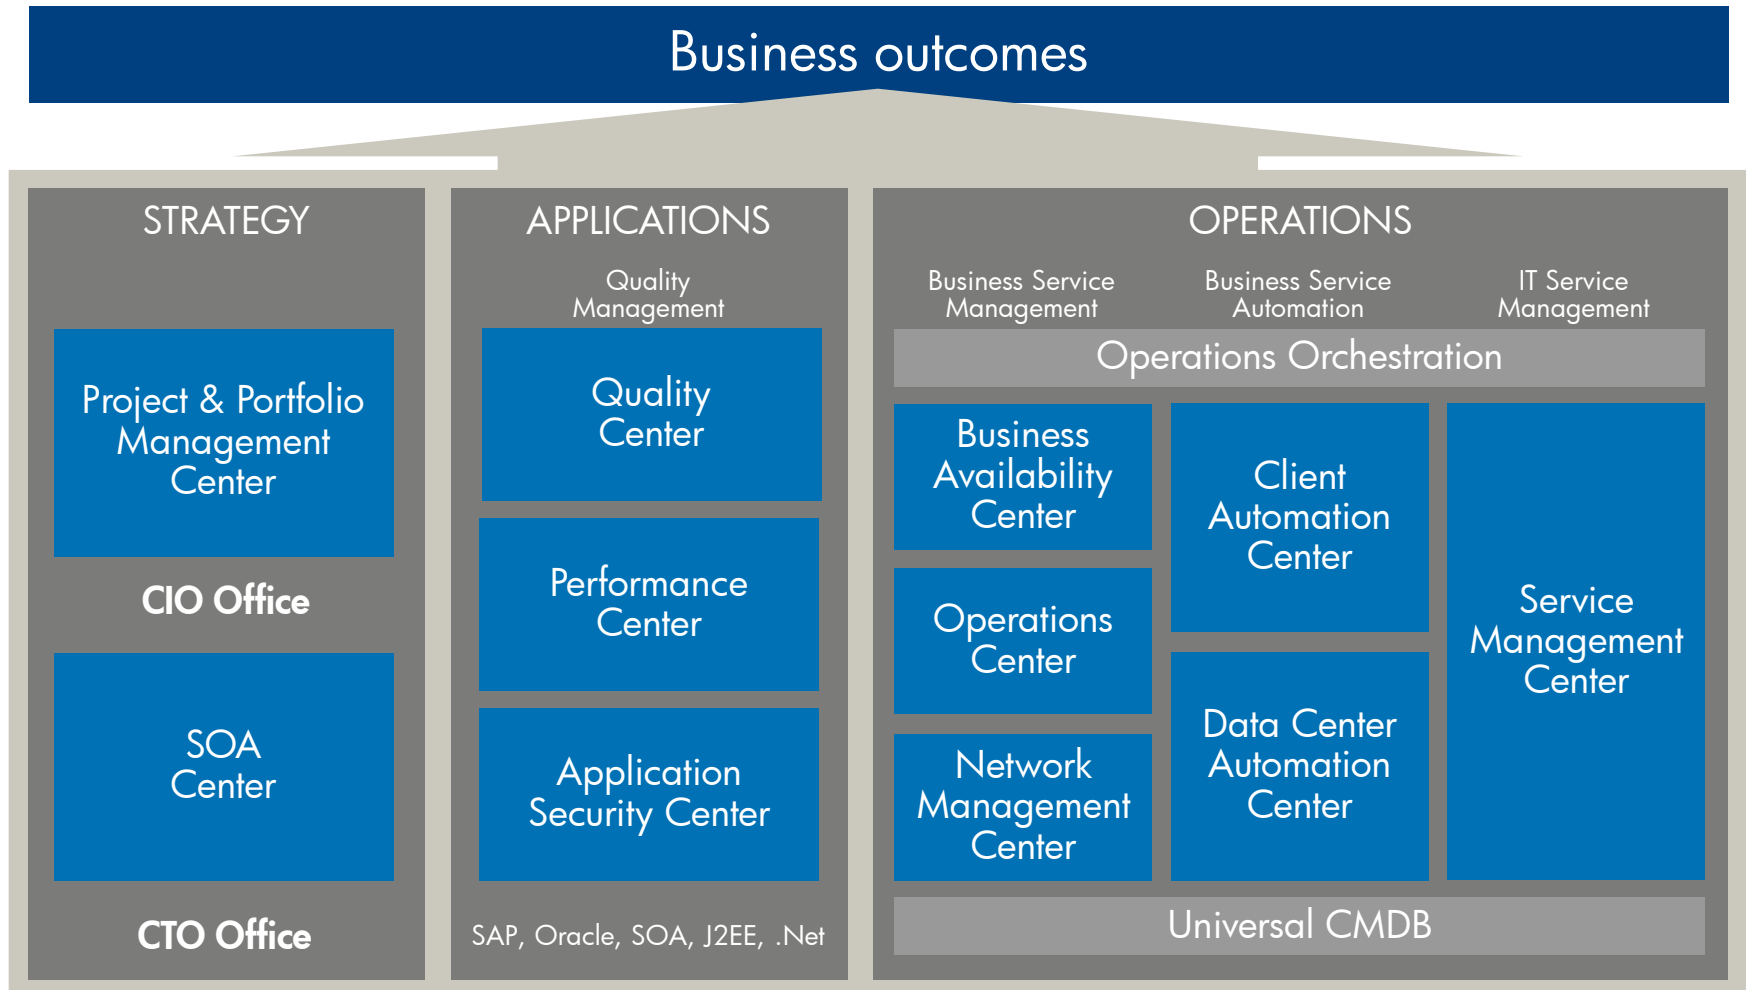 Business outcomes
STRATEGY
Project & Portfolio
Management
Center
CIO Office
SOA
Center
CTO Office
APPLICATIONS
Quality
Management
Quality
Center
Performance
Center
Application
Security Center
SAP, Oracle, SOA, J2EE, .Net
OPERATIONS
Business Service
Management
Business Service
Automation
IT Service
Management
Operations Orchestration
Business
Availability
Center
Operations
Center
Network
Management
Center
Client
Automation
Center
Data Center
Automation
Center
Service
Management
Center
Universal CMDB